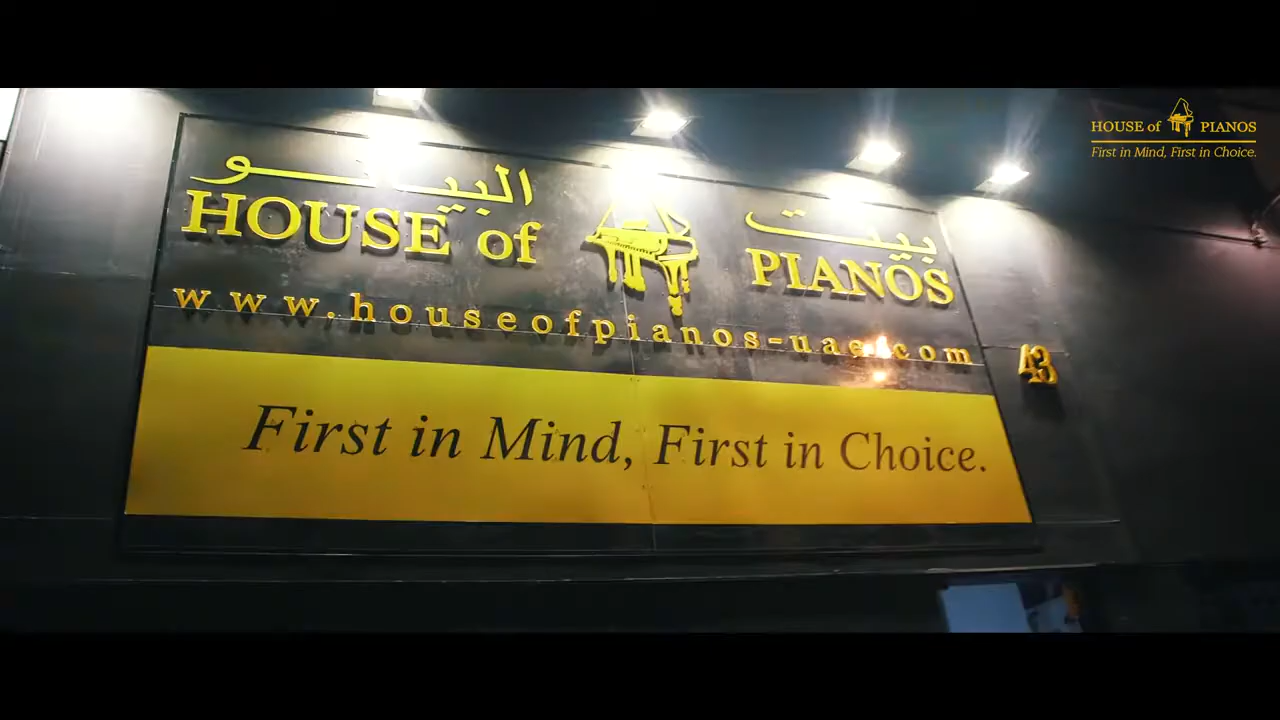 بيت
HOUSE of PIANOS
www.houseofpianos-uae.com
43
First in Mind, First in Choice.
HOUSE of PIANOS
First in Mind, First in Choice.